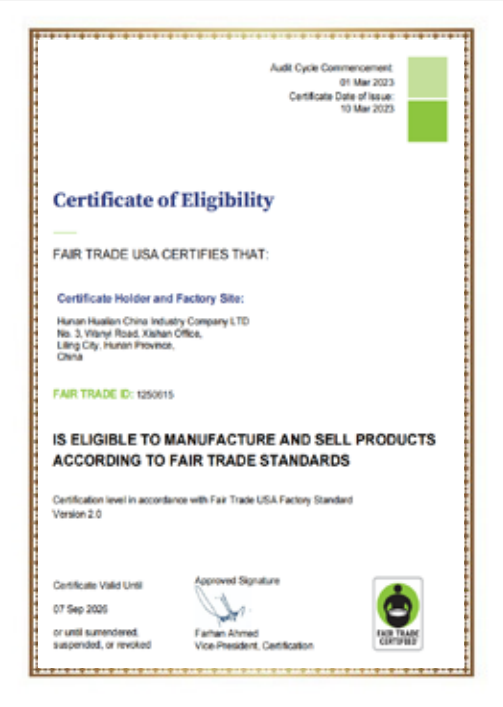 Audit Cycle Commencement:
01 Mar 2023
Certificate Date of Issue:
10 Mar 2023
Certificate of Eligibility
FAIR TRADE USA CERTIFIES THAT:
Certificate Holder and Factory Site:
Hunan Hualian China Industry Company LTD
No. 3, Wanyi Road, Xishan Office,
Liling City, Hunan Province,
China
FAIR TRADE ID: 1250615
IS ELIGIBLE TO MANUFACTURE AND SELL PRODUCTS
ACCORDING TO FAIR TRADE STANDARDS
Certification level in accordance with Fair Trade USA Factory Standard
Version 2.0
Certificate Valid Until
07 Sep 2026
or until surrendered,
suspended, or revoked
Approved Signature
Farhan Ahmed
Vice-President, Certification
FAIR TRADE
CERTIFIED